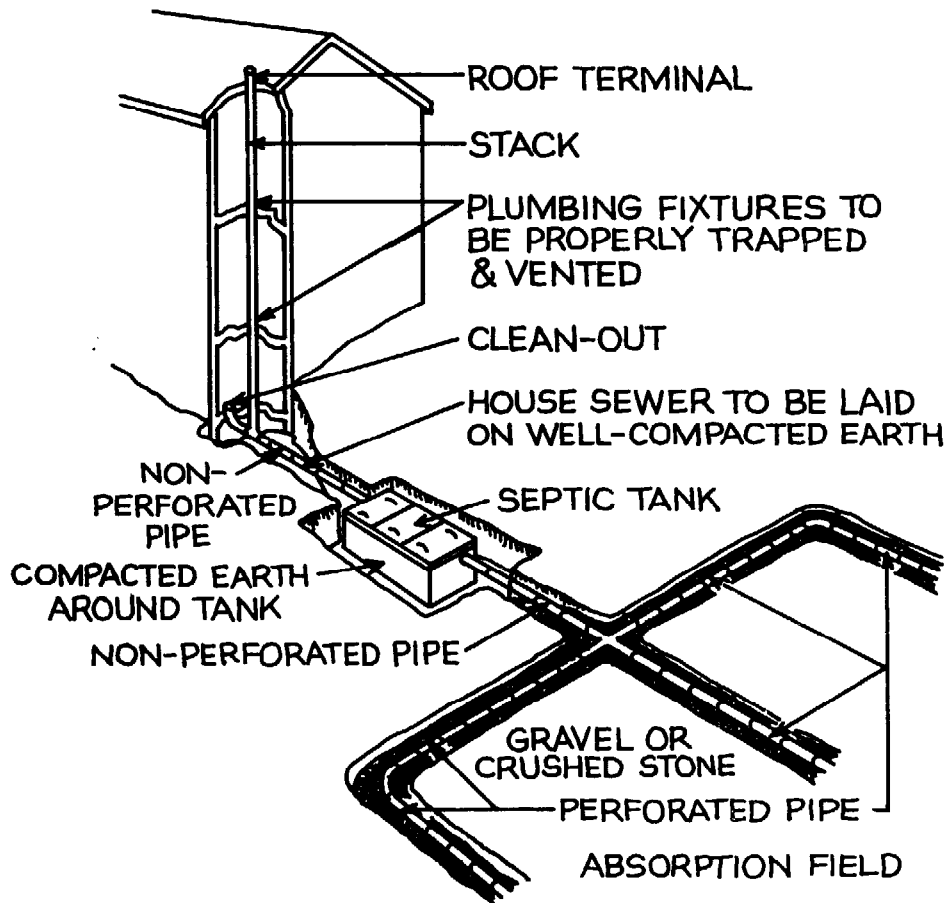 ROOF TERMINAL
STACK
PLUMBING FIXTURES TO
BE PROPERLY TRAPPED
& VENTED
CLEAN-OUT
HOUSE SEWER TO BE LAID
ON WELL-COMPACTED EARTH
NON-
PERFORATED
PIPE
SEPTIC TANK
COMPACTED EARTH
AROUND TANK
NON-PERFORATED PIPE
GRAVEL OR
CRUSHED STONE
PERFORATED PIPE
ABSORPTION FIELD